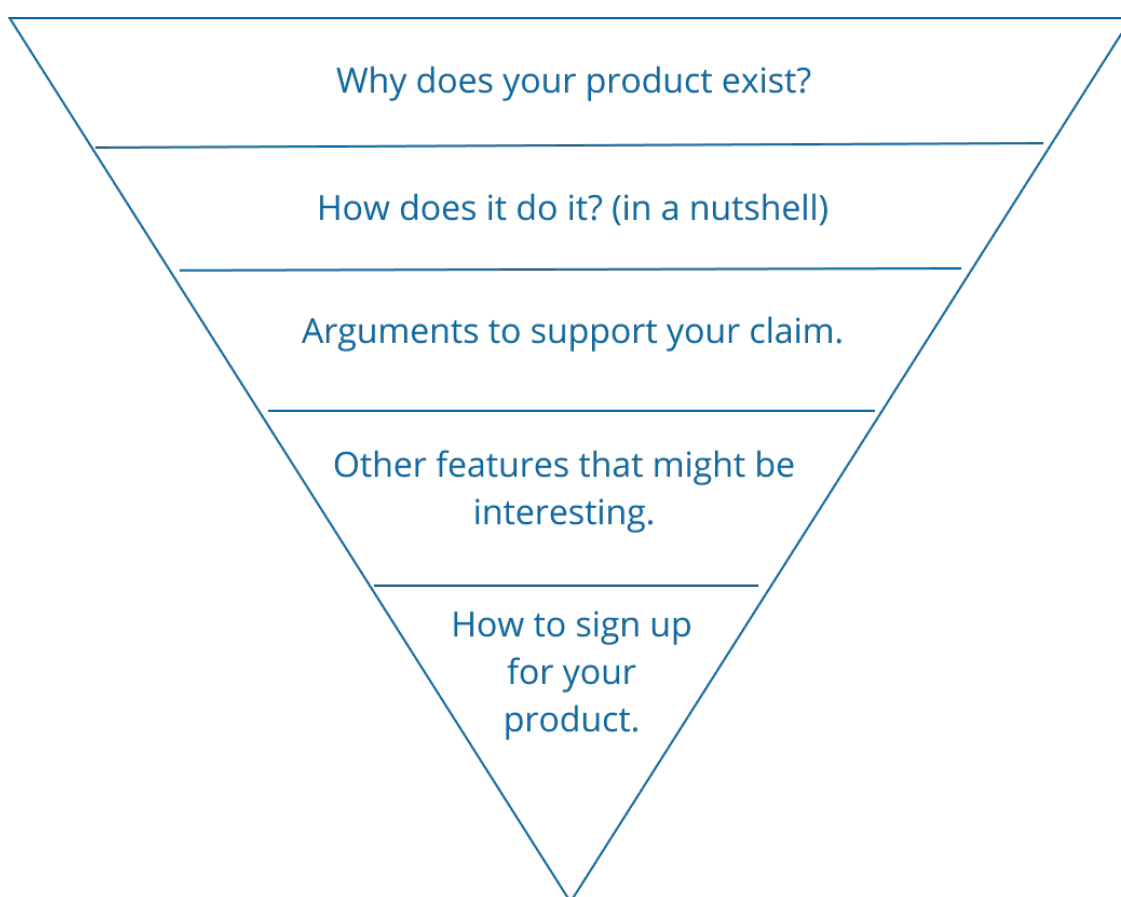 Why does your product exist?
How does it do it? (in a nutshell)
Arguments to support your claim.
Other features that might be
interesting.
How to sign up
for your
product.